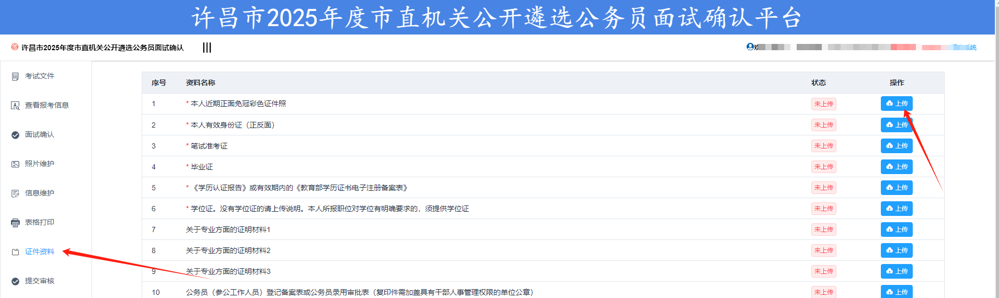 许昌市2025年度市直机关公开遴选公务员面试确认平台
许昌市2025年度市直机关公开遴选公务员面试确认
系统
考试文件
查看报考信息
面试确认
照片维护
信息维护
表格打印
证件资料
提交审核
序号 资料名称 状态 操作
1 * 本人近期正面免冠彩色证件照 未上传 上传
2 * 本人有效身份证（正反面） 未上传 上传
3 * 笔试准考证 未上传 上传
4 * 毕业证 未上传 上传
5 * 《学历认证报告》或有效期内的《教育部学历证书电子注册备案表》 未上传 上传
6 * 学位证。没有学位证的请上传说明。本人所报职位对学位有明确要求的，须提供学位证 未上传 上传
7 关于专业方面的证明材料1 未上传 上传
8 关于专业方面的证明材料2 未上传 上传
9 关于专业方面的证明材料3 未上传 上传
10 公务员（参公工作人员）登记备案表或公务员录用审批表（复印件需加盖具有干部人事管理权限的单位公章） 未上传 上传